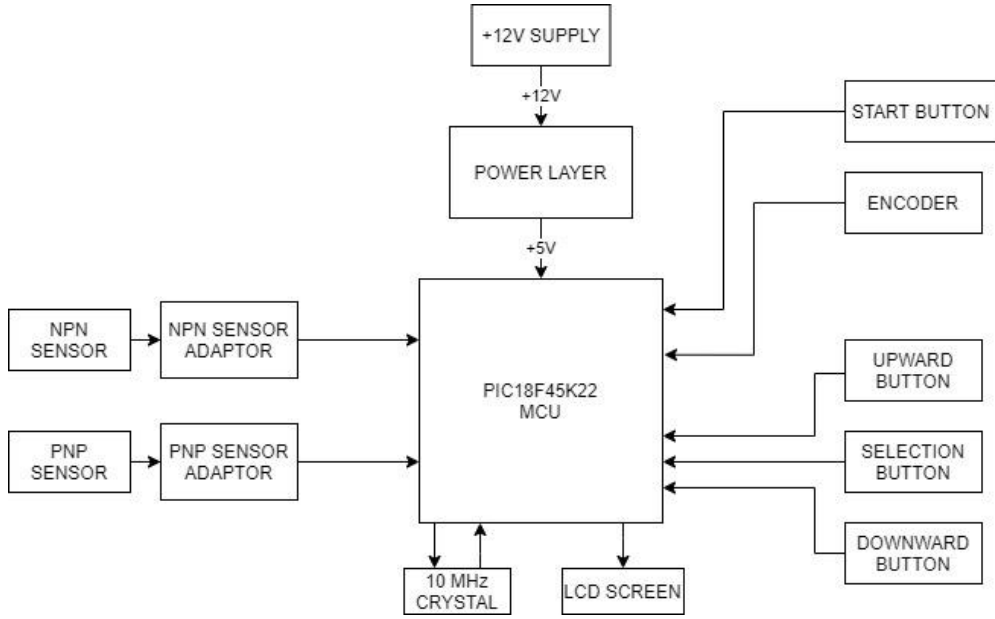 +12V SUPPLY
+12V
POWER LAYER
+5V
START BUTTON
ENCODER
NPN
SENSOR
NPN SENSOR
ADAPTOR
PNP
SENSOR
PNP SENSOR
ADAPTOR
PIC18F45K22
MCU
UPWARD
BUTTON
SELECTION
BUTTON
DOWNWARD
BUTTON
10 MHz
CRYSTAL
LCD SCREEN